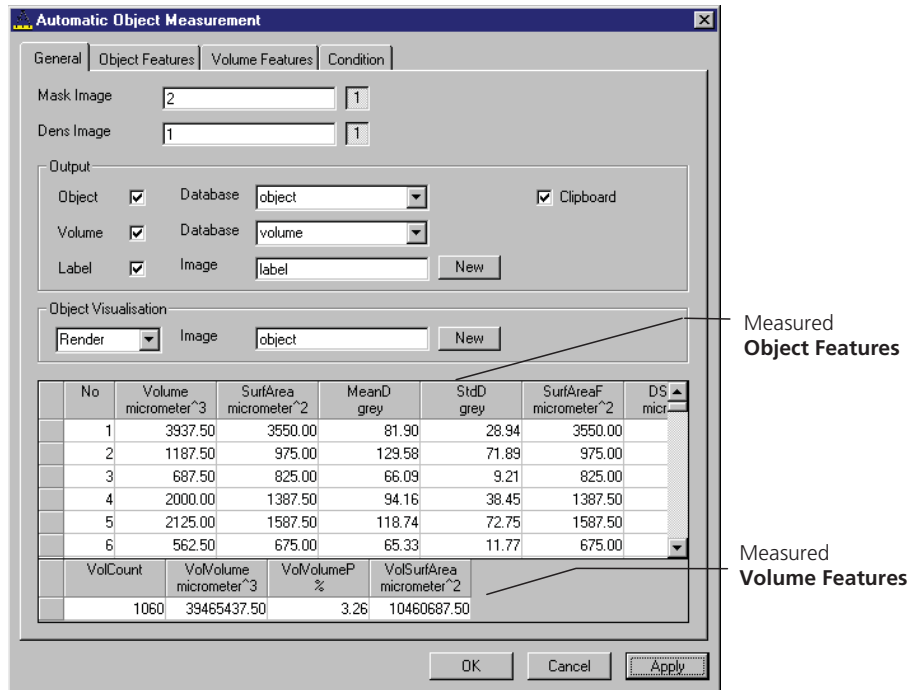 Automatic Object Measurement
General Object Features Volume Features Condition
Mask Image 2 1
Dens Image 1 1
Output
Object Database object Clipboard
Volume Database volume
Label Image label New
Object Visualisation
Render Image object New
Measured
Object Features
No Volume SurfArea MeanD StdD SurfAreaF DS
micrometer^3 micrometer^2 grey grey micrometer^2 micr
1 3937.50 3550.00 81.90 28.94 3550.00
2 1187.50 975.00 129.58 71.89 975.00
3 687.50 825.00 66.09 9.21 825.00
4 2000.00 1387.50 94.16 38.45 1387.50
5 2125.00 1587.50 118.74 72.75 1587.50
6 562.50 675.00 65.33 11.77 675.00
Measured
Volume Features
VolCount VolVolume VolVolumeP VolSurfArea
micrometer^3 % micrometer^2
1060 39465437.50 3.26 10460687.50
OK Cancel Apply